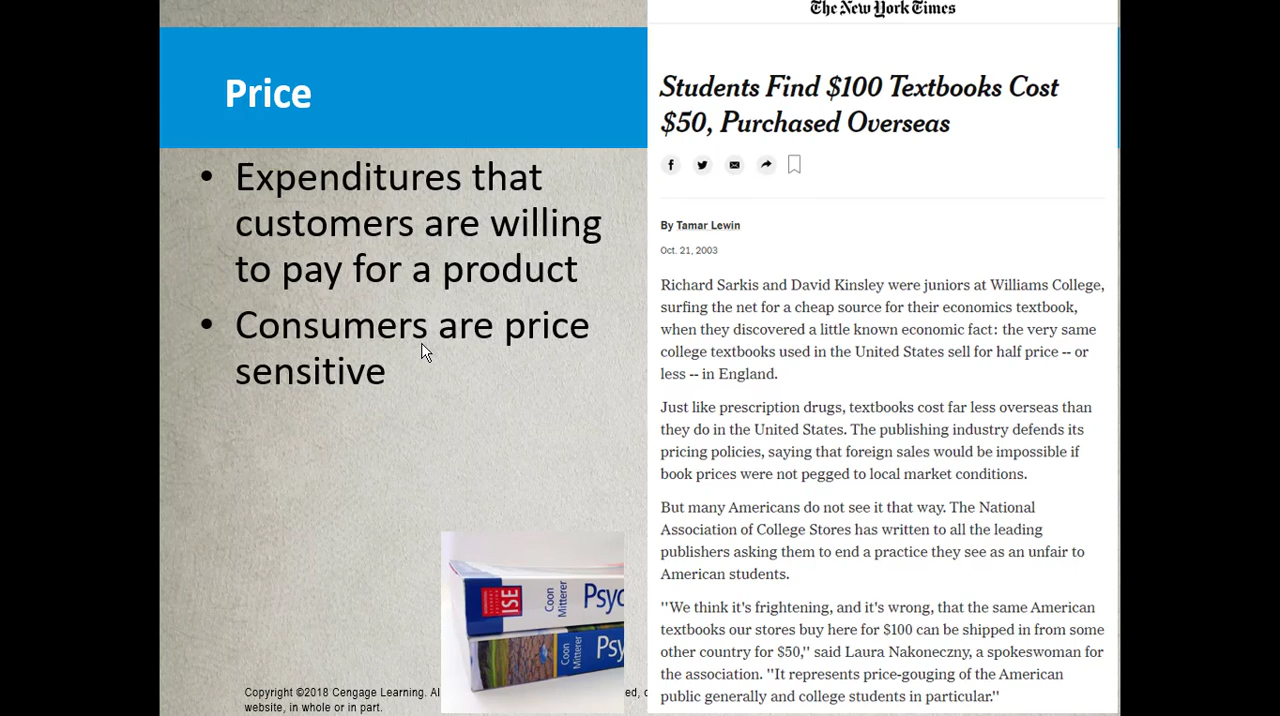 Price
• Expenditures that
customers are willing
to pay for a product
• Consumers are price
sensitive
ISE
Coon
Mitterer
Psyc
Coon
Mitterer
Psy
Copyright ©2018 Cengage Learning. Al
ed,
website, in whole or in part.
The New York Times
Students Find $100 Textbooks Cost
$50, Purchased Overseas
By Tamar Lewin
Oct. 21, 2003
Richard Sarkis and David Kinsley were juniors at Williams College,
surfing the net for a cheap source for their economics textbook,
when they discovered a little known economic fact: the very same
college textbooks used in the United States sell for half price -- or
less -- in England.
Just like prescription drugs, textbooks cost far less overseas than
they do in the United States. The publishing industry defends its
pricing policies, saying that foreign sales would be impossible if
book prices were not pegged to local market conditions.
But many Americans do not see it that way. The National
Association of College Stores has written to all the leading
publishers asking them to end a practice they see as an unfair to
American students.
''We think it's frightening, and it's wrong, that the same American
textbooks our stores buy here for $100 can be shipped in from some
other country for $50,'' said Laura Nakoneczny, a spokeswoman for
the association. ''It represents price-gouging of the American
public generally and college students in particular.''